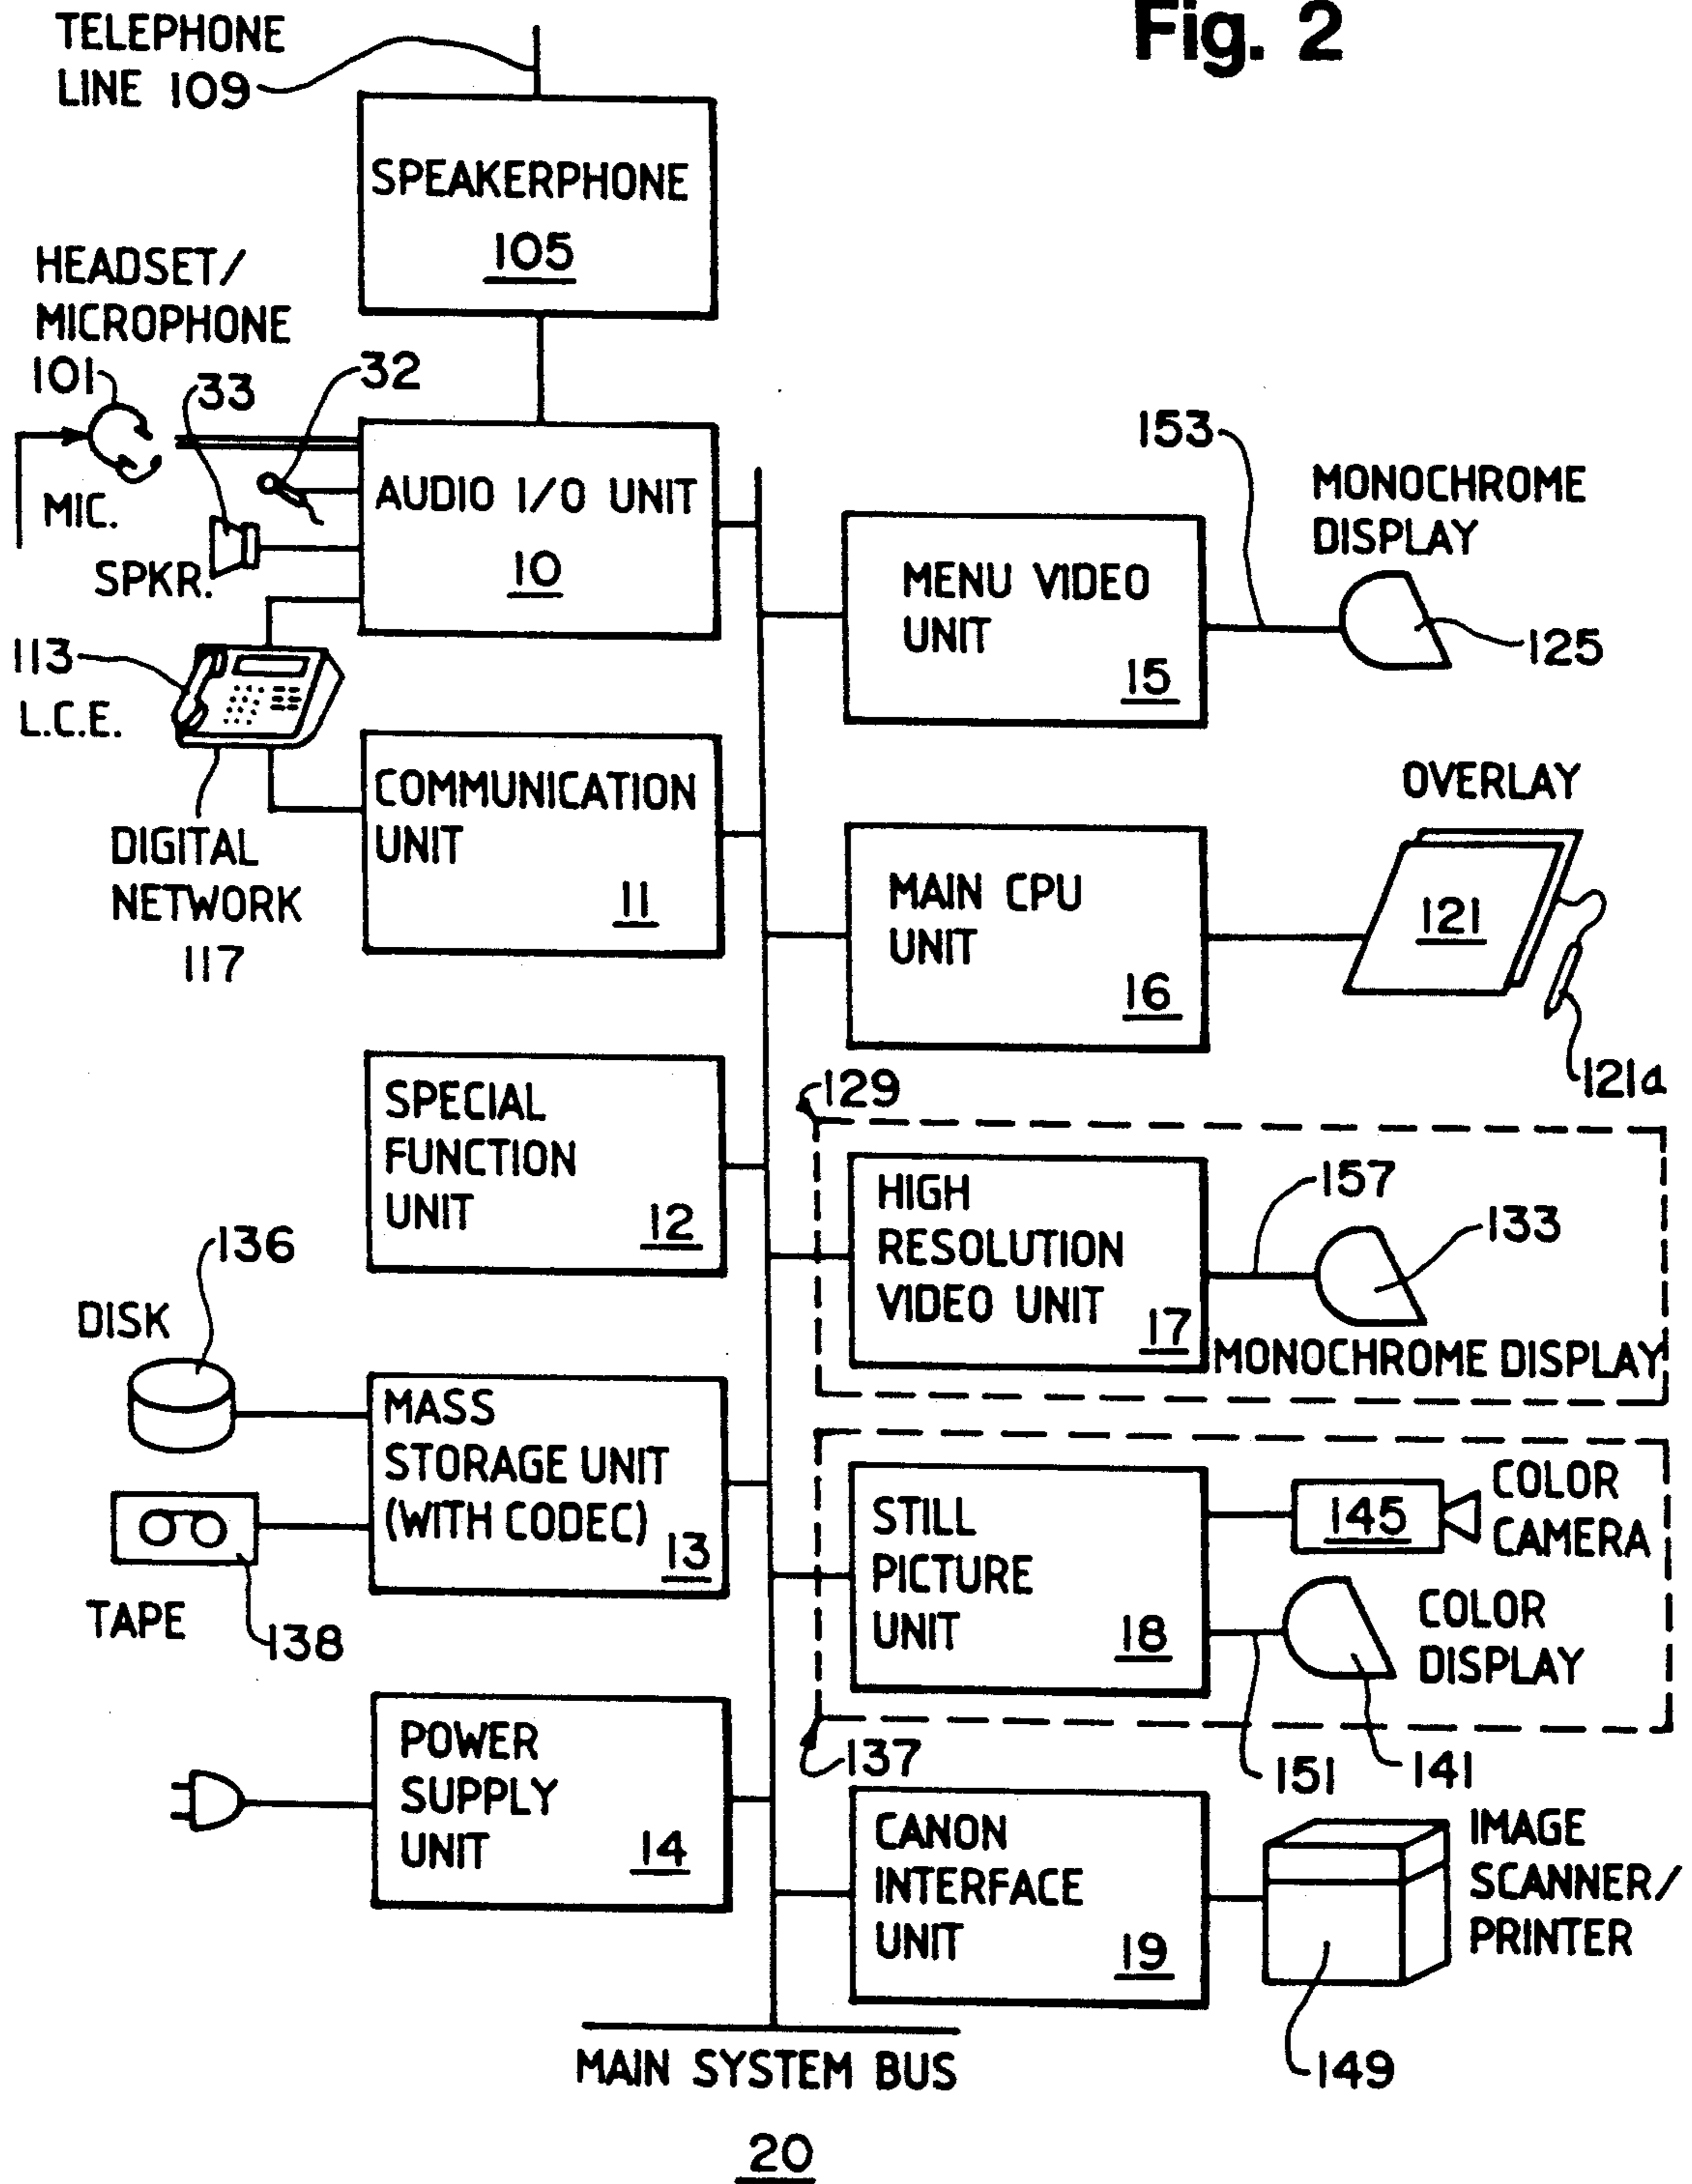 Fig. 2
TELEPHONE
LINE 109
SPEAKERPHONE
105
HEADSET/
MICROPHONE
101
33
32
MIC.
SPKR.
AUDIO I/O UNIT
10
113
L.C.E.
DIGITAL
NETWORK
117
COMMUNICATION
UNIT
11
SPECIAL
FUNCTION
UNIT
12
136
DISK
MASS
STORAGE UNIT
(WITH CODEC)
13
TAPE
138
POWER
SUPPLY
UNIT
14
153
MONOCHROME
DISPLAY
MENU VIDEO
UNIT
15
125
OVERLAY
MAIN CPU
UNIT
16
121
121a
129
HIGH
RESOLUTION
VIDEO UNIT
17
157
133
MONOCHROME DISPLAY
STILL
PICTURE
UNIT
18
145
COLOR
CAMERA
COLOR
DISPLAY
137
151
141
CANON
INTERFACE
UNIT
19
IMAGE
SCANNER/
PRINTER
149
MAIN SYSTEM BUS
20